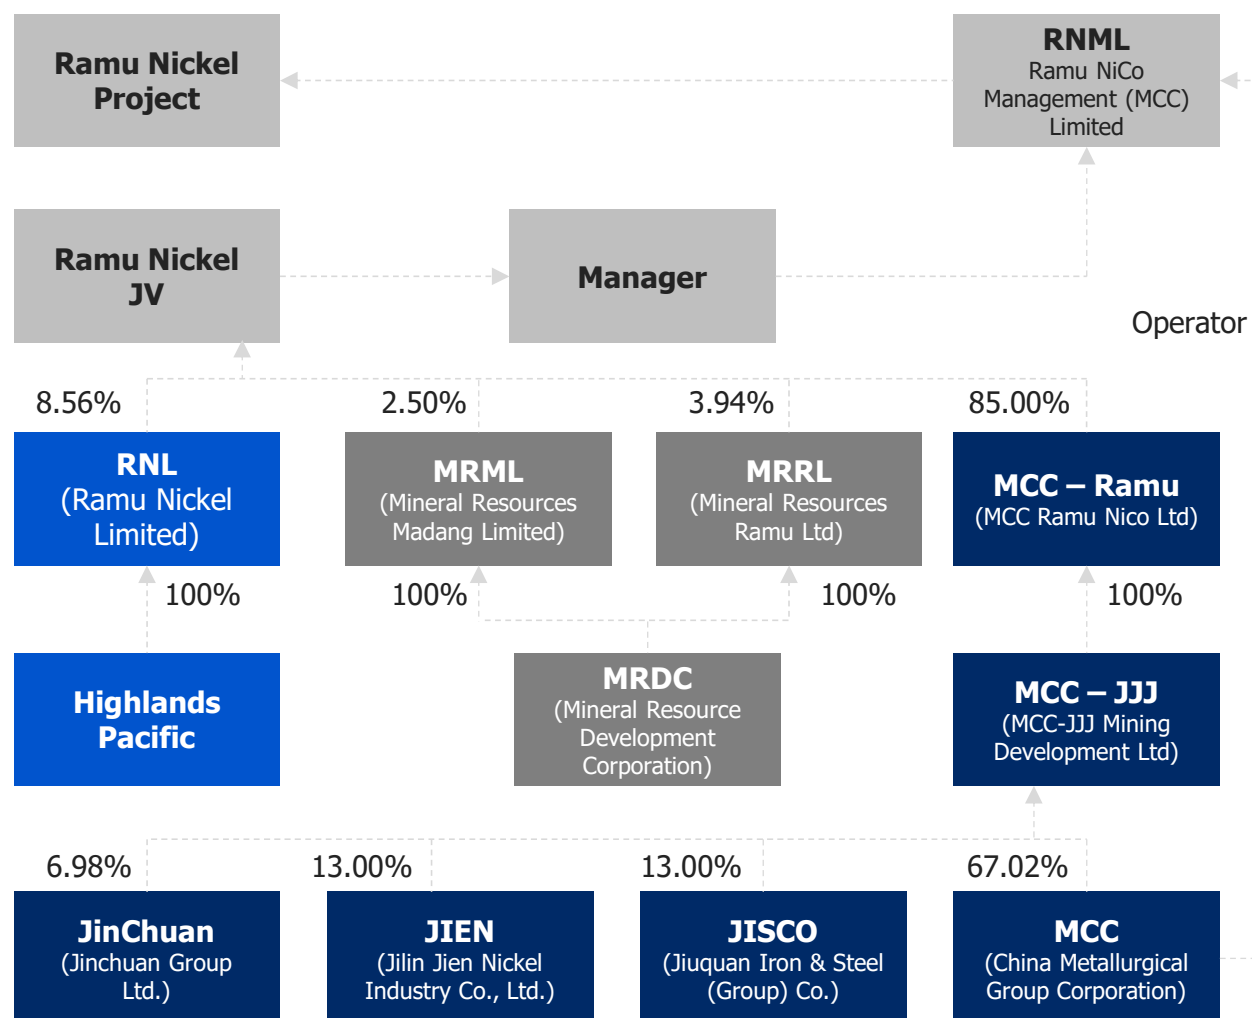 Ramu Nickel
Project
RNML
Ramu NiCo
Management (MCC)
Limited
Ramu Nickel
JV
Manager
Operator
8.56%
2.50%
3.94%
85.00%
RNL
(Ramu Nickel
Limited)
MRML
(Mineral Resources
Madang Limited)
MRRL
(Mineral Resources
Ramu Ltd)
MCC – Ramu
(MCC Ramu Nico Ltd)
100%
100%
100%
100%
Highlands
Pacific
MRDC
(Mineral Resource
Development
Corporation)
MCC – JJJ
(MCC-JJJ Mining
Development Ltd)
6.98%
13.00%
13.00%
67.02%
JinChuan
(Jinchuan Group
Ltd.)
JIEN
(Jilin Jien Nickel
Industry Co., Ltd.)
JISCO
(Jiuquan Iron & Steel
(Group) Co.)
MCC
(China Metallurgical
Group Corporation)